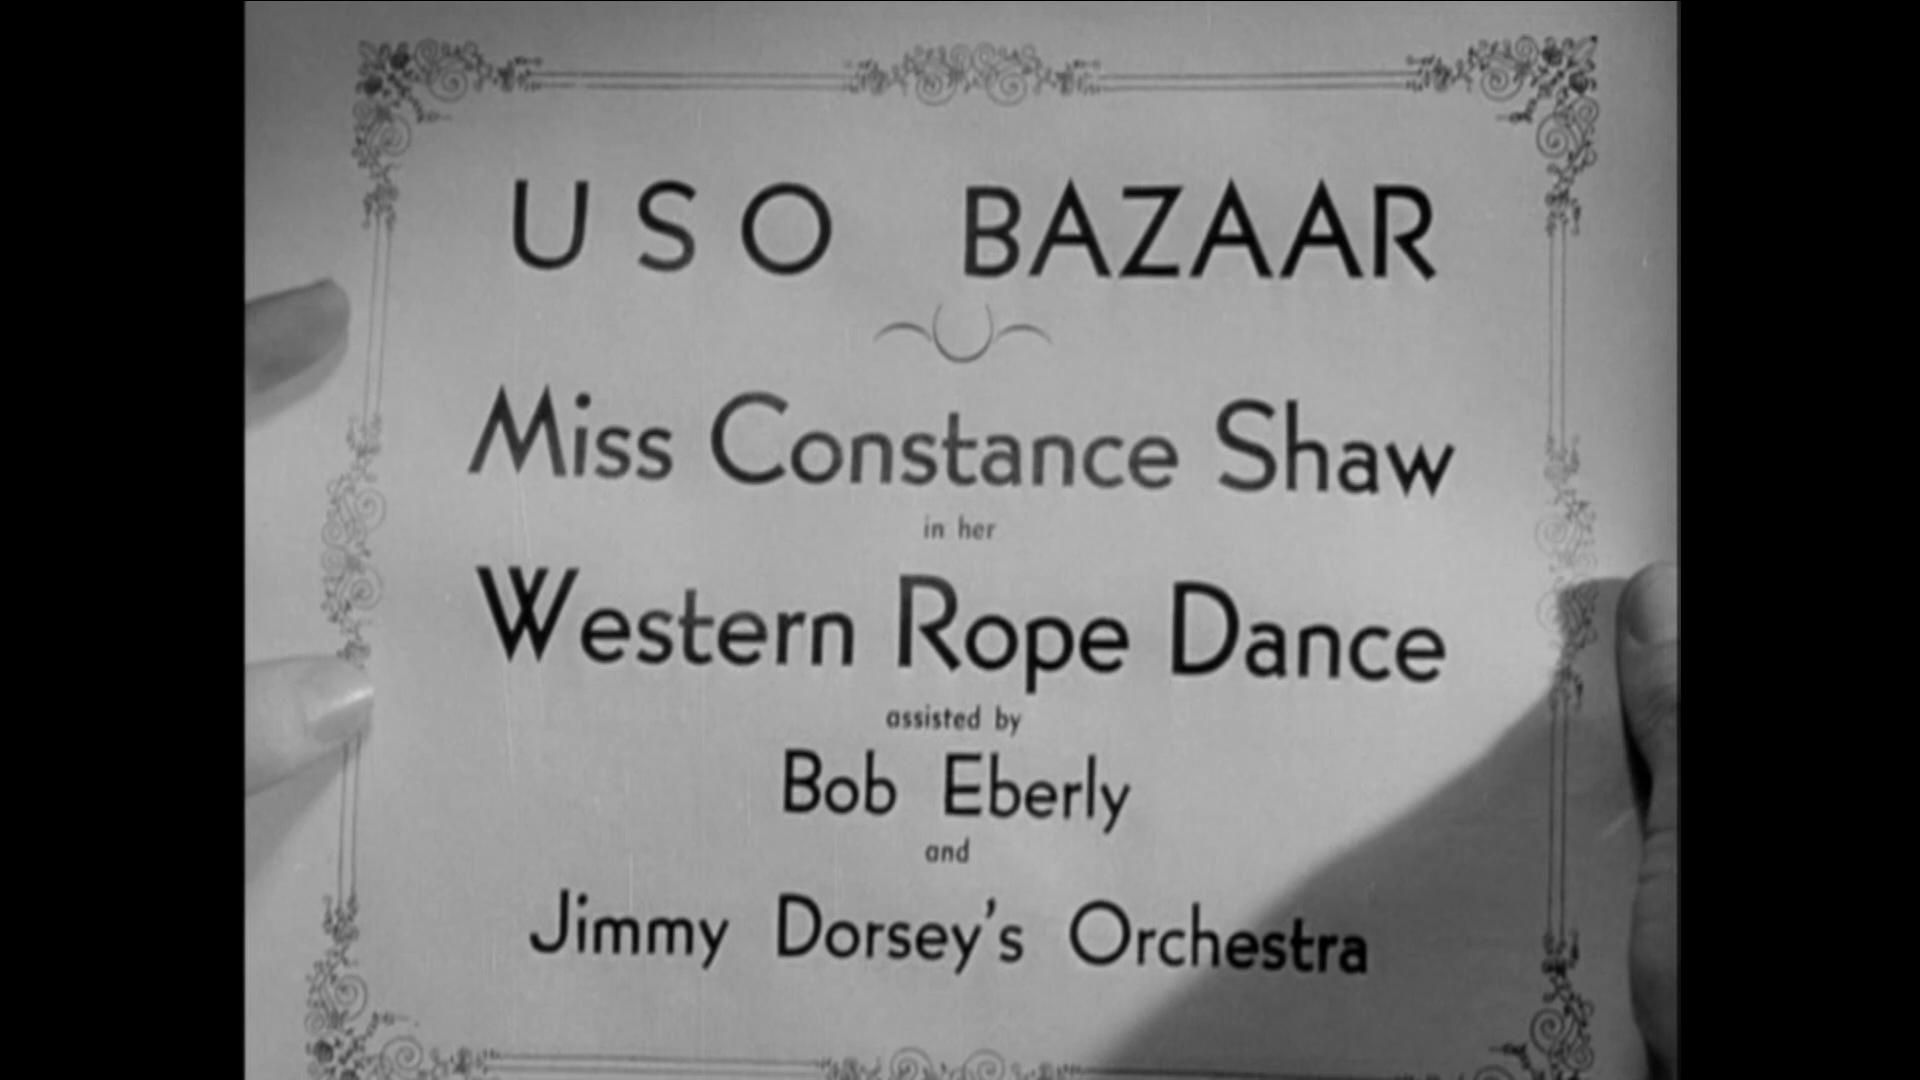 USO BAZAAR
Miss Constance Shaw
in her
Western Rope Dance
assisted by
Bob Eberly
and
Jimmy Dorsey's Orchestra